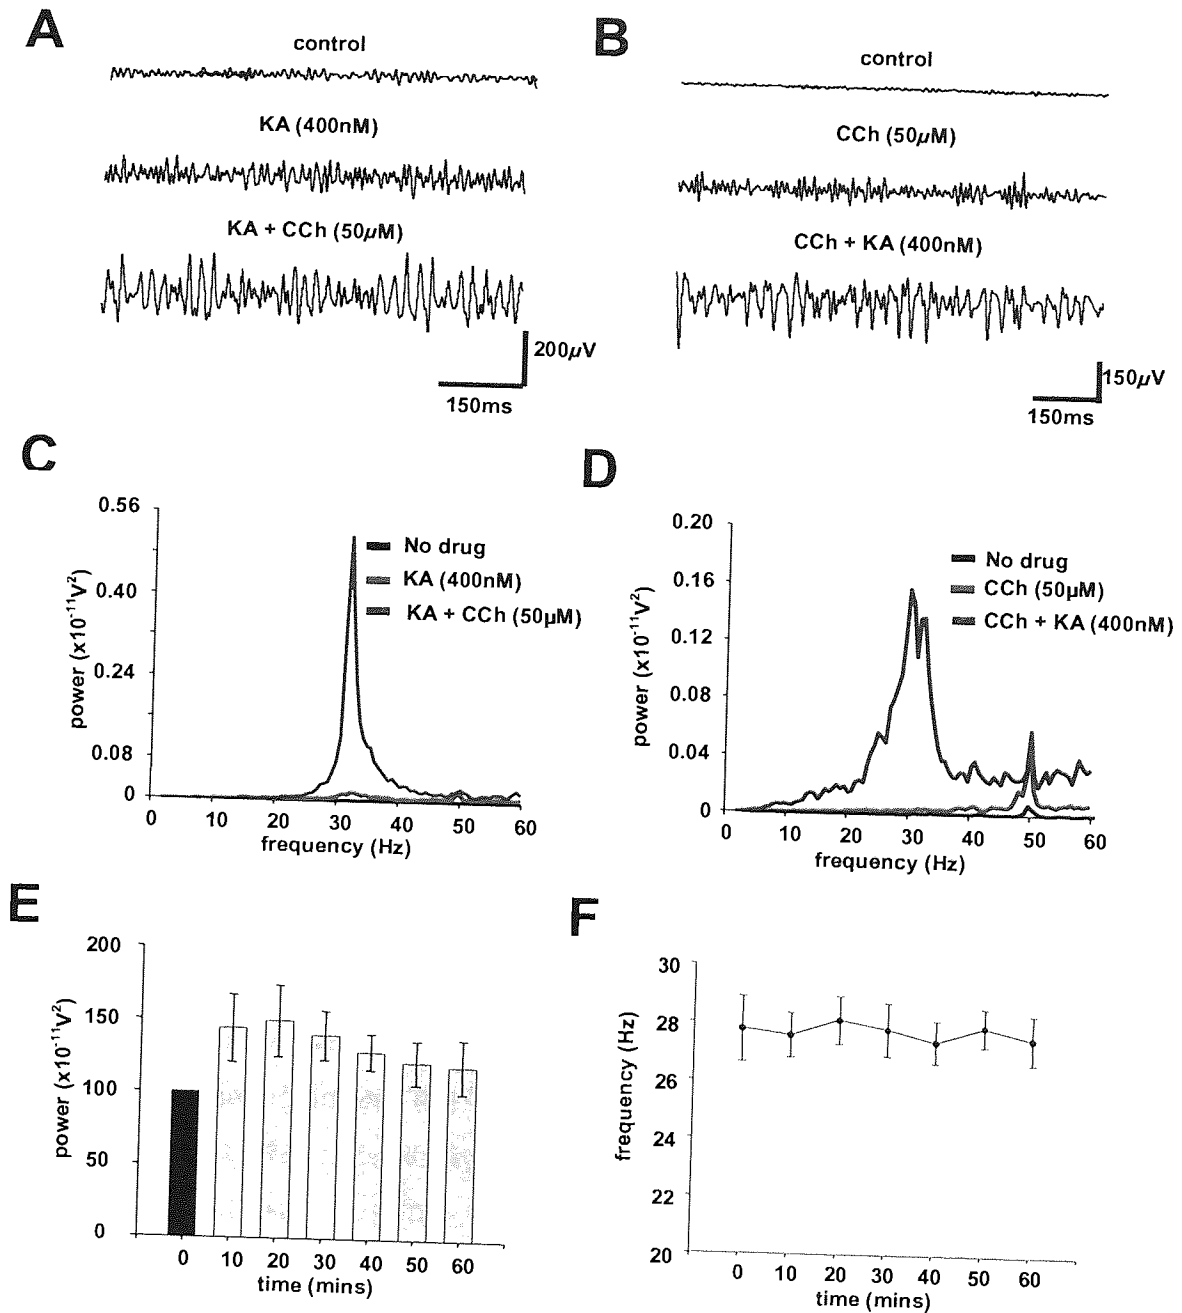 A
control
KA (400nM)
KA + CCh (50µM)
200µV
150ms
B
control
CCh (50µM)
CCh + KA (400nM)
150µV
150ms
C
power (x10⁻¹¹V²)
0.56
0.40
0.24
0.08
0
No drug
KA (400nM)
KA + CCh (50µM)
0 10 20 30 40 50 60
frequency (Hz)
D
power (x10⁻¹¹V²)
0.20
0.16
0.12
0.08
0.04
0
No drug
CCh (50µM)
CCh + KA (400nM)
0 10 20 30 40 50 60
frequency (Hz)
E
power (x10⁻¹¹V²)
200
150
100
50
0
0 10 20 30 40 50 60
time (mins)
F
frequency (Hz)
30
28
26
24
22
20
0 10 20 30 40 50 60
time (mins)